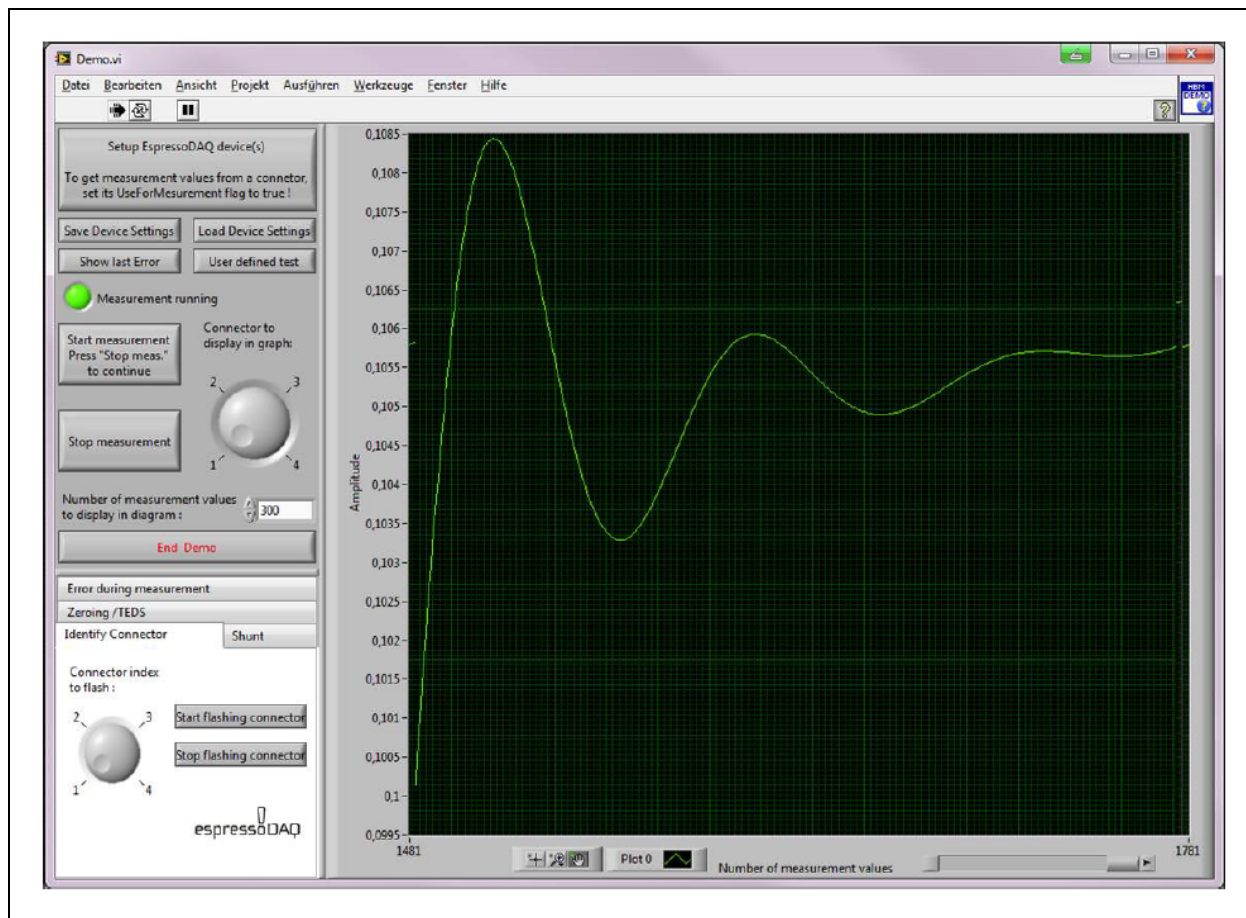 Demo.vi
Datei Bearbeiten Ansicht Projekt Ausführen Werkzeuge Fenster Hilfe
HBM
DEMO
?
Setup EspressoDAQ device(s)
To get measurement values from a connetor,
set its UseForMesurement flag to true !
Save Device Settings
Load Device Settings
Show last Error
User defined test
Measurement running
Start measurement
Press "Stop meas."
to continue
Connector to
display in graph:
2
3
1
4
Stop measurement
Number of measurement values
to display in diagram :
300
End Demo
Error during measurement
Zeroing /TEDS
Identify Connector
Shunt
Connector index
to flash :
2
3
1
4
Start flashing connector
Stop flashing connector
espressoDAQ
Amplitude
0,1085
0,108
0,1075
0,107
0,1065
0,106
0,1055
0,105
0,1045
0,104
0,1035
0,103
0,1025
0,102
0,1015
0,101
0,1005
0,1
0,0995
1481
1781
Plot 0
Number of measurement values